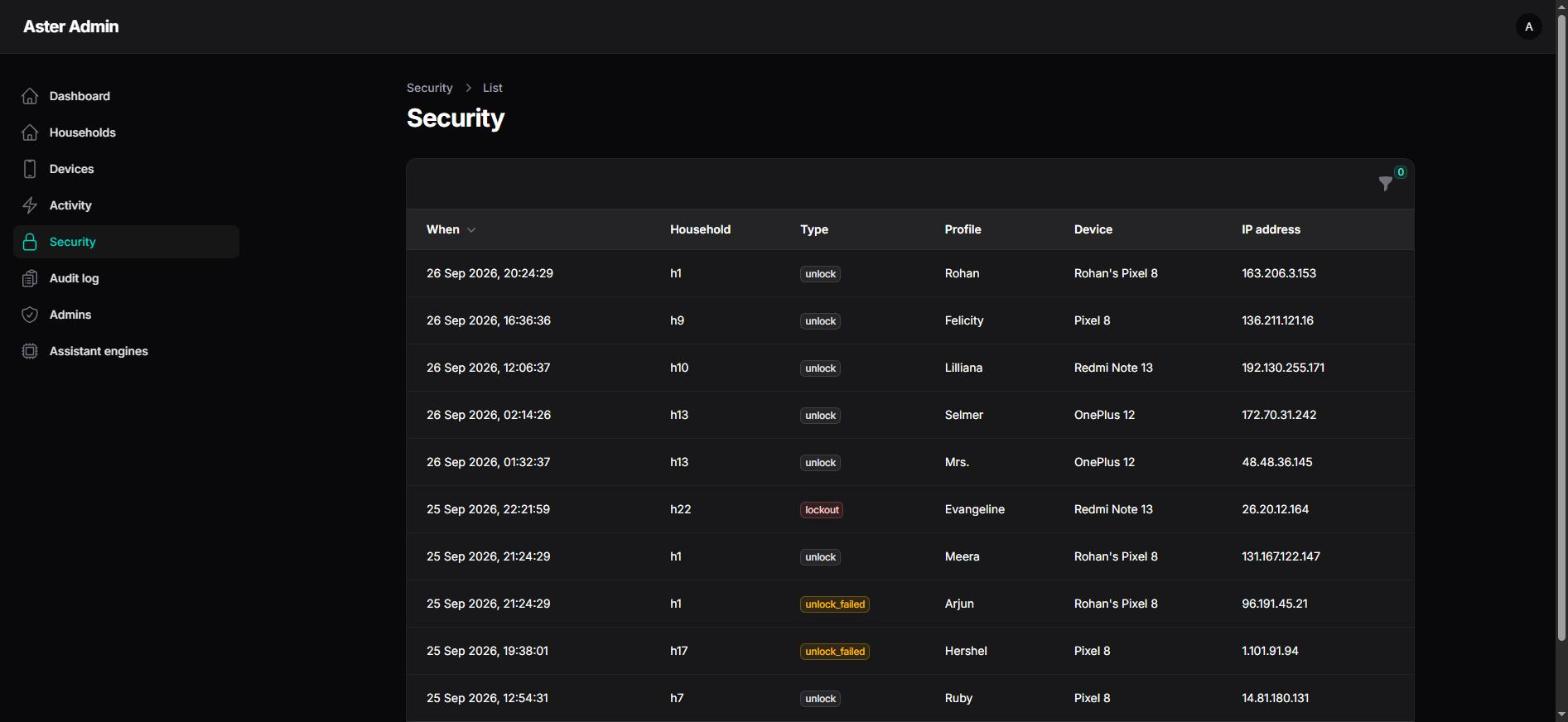 Aster Admin
A
Dashboard
Households
Devices
Activity
Security
Audit log
Admins
Assistant engines
Security > List
Security
0
When Household Type Profile Device IP address
26 Sep 2026, 20:24:29 h1 unlock Rohan Rohan's Pixel 8 163.206.3.153
26 Sep 2026, 16:36:36 h9 unlock Felicity Pixel 8 136.211.121.16
26 Sep 2026, 12:06:37 h10 unlock Lilliana Redmi Note 13 192.130.255.171
26 Sep 2026, 02:14:26 h13 unlock Selmer OnePlus 12 172.70.31.242
26 Sep 2026, 01:32:37 h13 unlock Mrs. OnePlus 12 48.48.36.145
25 Sep 2026, 22:21:59 h22 lockout Evangeline Redmi Note 13 26.20.12.164
25 Sep 2026, 21:24:29 h1 unlock Meera Rohan's Pixel 8 131.167.122.147
25 Sep 2026, 21:24:29 h1 unlock_failed Arjun Rohan's Pixel 8 96.191.45.21
25 Sep 2026, 19:38:01 h17 unlock_failed Hershel Pixel 8 1.101.91.94
25 Sep 2026, 12:54:31 h7 unlock Ruby Pixel 8 14.81.180.131